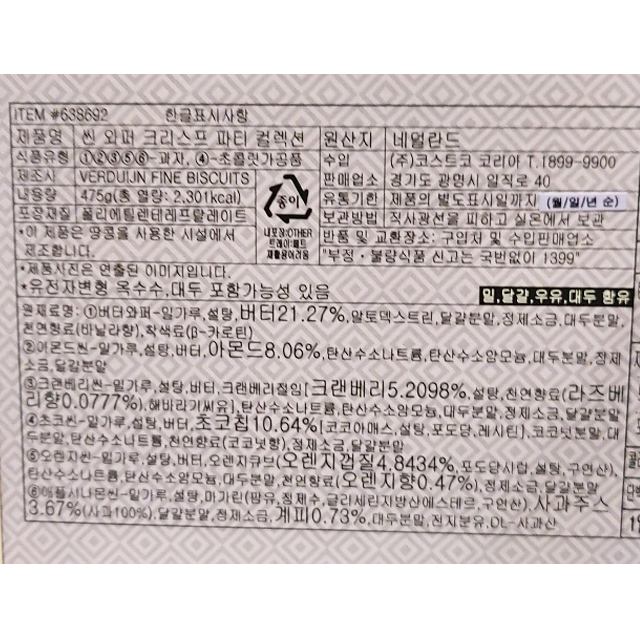 ITEM #638692 한글표시사항
제품명 씬 와퍼 크리스프 파티 컬렉션 원산지 네덜란드
식품유형 ①②③⑤⑥-과자, ④-초콜릿가공품 수입 (주)코스트코 코리아 T.1899-9900
제조사 VERDUIJN FINE BISCUITS 판매업소 경기도 광명시 일직로 40
내용량 475g(총 열량: 2,301kcal) 유통기한 제품의 별도표시일까지 (월/일/년 순)
포장재질 폴리에틸렌테레프탈레이트 보관방법 직사광선을 피하고 실온에서 보관
종이
내포장:OTHER
트레이:페트
재활용어려움
*이 제품은 땅콩을 사용한 시설에서 반품 및 교환장소: 구입처 및 수입판매업소
제조합니다. "부정·불량식품 신고는 국번없이 1399"
*제품사진은 연출된 이미지입니다.
*유전자변형 옥수수,대두 포함가능성 있음 밀,달걀,우유,대두 함유
원재료명: ①버터와퍼-밀가루,설탕,버터21.27%,말토덱스트린,달걀분말,정제소금,대두분말,
천연향료(바닐라향),착색료(β-카로틴)
②아몬드씬-밀가루,설탕,버터,아몬드8.06%,탄산수소나트륨,탄산수소암모늄,대두분말,정제
소금,달걀분말
③크랜베리씬-밀가루,설탕,버터,크랜베리절임[크랜베리5.2098%,설탕,천연향료(라즈베
리향0.0777%),해바라기씨유],탄산수소나트륨,탄산수소암모늄,대두분말,정제소금,달걀분말
④초코씬-밀가루,설탕,버터,초코칩10.64%[코코아매스,설탕,포도당,레시틴],코코넛분말,대
두분말,탄산수소나트륨,천연향료(코코넛향),정제소금,달걀분말
⑤오렌지씬-밀가루,설탕,버터,오렌지큐브(오렌지껍질4.8434%,포도당시럽,설탕,구연산),
탄산수소나트륨,탄산수소암모늄,대두분말,천연향료(오렌지향0.47%),정제소금,달걀분말
⑥애플시나몬씬-밀가루,설탕,마가린(팜유,정제수,글리세린지방산에스테르,구연산),사과주스
3.67%(사과100%),달걀분말,정제소금,계피0.73%,대두분말,전지분유,DL-사과산